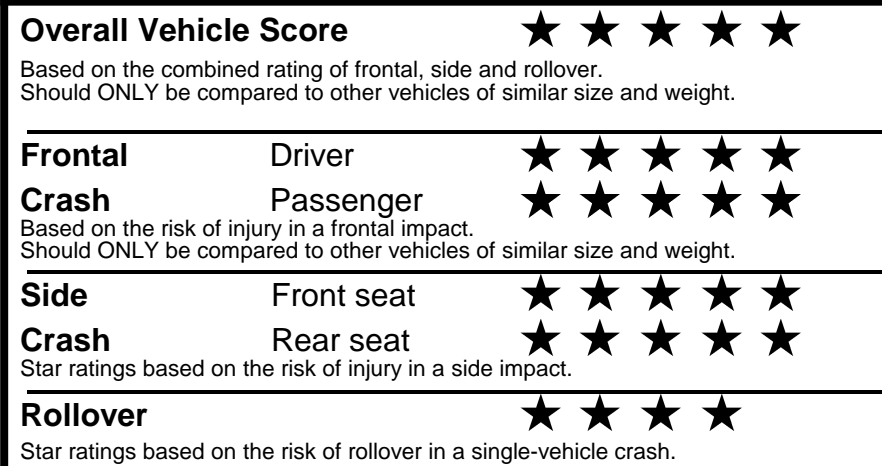 Overall Vehicle Score ★ ★ ★ ★ ★
Based on the combined rating of frontal, side and rollover.
Should ONLY be compared to other vehicles of similar size and weight.
Frontal Driver ★ ★ ★ ★ ★
Crash Passenger ★ ★ ★ ★ ★
Based on the risk of injury in a frontal impact.
Should ONLY be compared to other vehicles of similar size and weight.
Side Front seat ★ ★ ★ ★ ★
Crash Rear seat ★ ★ ★ ★ ★
Star ratings based on the risk of injury in a side impact.
Rollover ★ ★ ★ ★
Star ratings based on the risk of rollover in a single-vehicle crash.